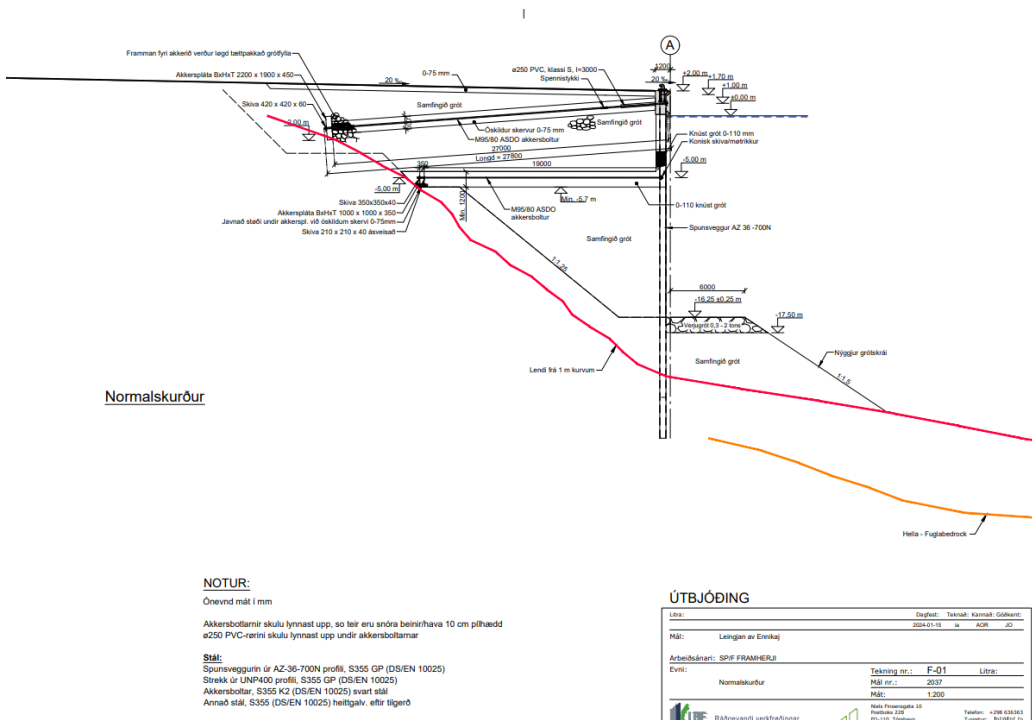 A
Framman fyri akkerið verður løgd tættpakkað grótfylla
Akkerspláta BxHxT 2200 x 1900 x 450
Skiva 420 x 420 x 60
20 ‰
0-75 mm
ø250 PVC, klassi S, l=3000
Spennistykki
1200
20 ‰
+2,00 m
+1,70 m
+1,00 m
±0,00 m
Samfingið grót
Samfingið grót
-2,00 m
Óskildur skervur 0-75 mm
M95/80 ASDO akkersboltur
27000
Longd = 27800
350
19000
Knúst grót 0-110 mm
Konisk skiva/møtrikkur
-5,00 m
-5,00 m
Skiva 350x350x40
Akkerspláta BxHxT 1000 x 1000 x 350
Javnað støði undir akkerspl. við óskildum skervi 0-75mm
Skiva 210 x 210 x 40 ásveisað
Min. 1200
M95/80 ASDO
akkersboltur
Min. -5,7 m
0-110 knúst grót
Spunsveggur AZ 36 -700N
Samfingið grót
1:1.25
6000
-16,25 ±0,25 m
-17,50 m
Verjugrót 0,3 - 2 tons
Samfingið grót
Nýggjur grótskrái
1:1.5
Lendi frá 1 m kurvum
Normalskurður
Hella - Fuglabedrock
NOTUR:
Ónevnd mát í mm
Akkersbotlarnir skulu lynnast upp, so teir eru snóra beinir/hava 10 cm pílhædd
ø250 PVC-rørini skulu lynnast upp undir akkersboltarnar
Stál:
Spunsveggurin úr AZ-36-700N profili, S355 GP (DS/EN 10025)
Strekk úr UNP400 profili, S355 GP (DS/EN 10025)
Akkersboltar, S355 K2 (DS/EN 10025) svart stál
Annað stál, S355 (DS/EN 10025) heittgalv. eftir tilgerð
ÚTBJÓÐING
Litra: Dagfest: Teknað: Kannað: Góðkent:
2024-01-15 AOR JO
Mál: Leingjan av Ennikaj
Arbeiðsánari: SP/F FRAMHERJI
Evni: Tekning nr.: F-01 Litra:
Normalskurður Mál nr.: 2037
Mát: 1:200
Ráðgevandi verkfrøðingar
Niels Finsensgøta 10
Postboks 228
Telefon: +298 636363